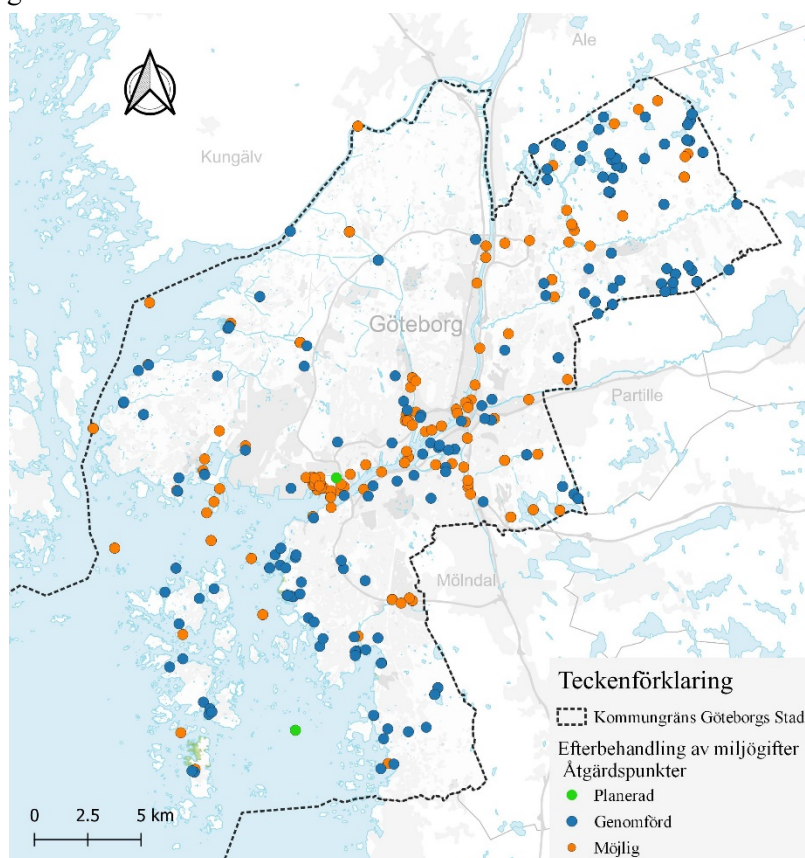 Ale
Kungälv
Göteborg
Partille
Mölndal
Teckenförklaring
Kommungräns Göteborgs Stad
Efterbehandling av miljögifter
Åtgärdspunkter
Planerad
Genomförd
Möjlig
0 2.5 5 km